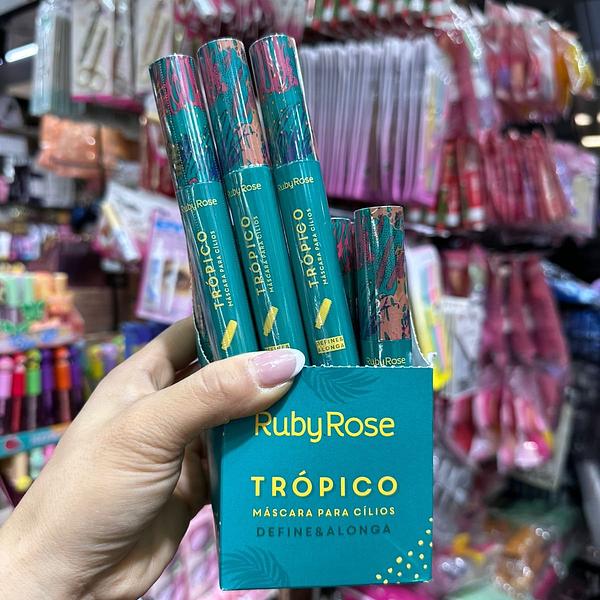 RubyRose
TRÓPICO
MÁSCARA PARA CÍLIOS
RubyRose
TRÓPICO
MÁSCARA PARA CÍLIOS
DEFINE&
RubyRose
TRÓPICO
MÁSCARA PARA CÍLIOS
DEFINE&
ALONGA
RubyRose
RubyRose
TRÓPICO
MÁSCARA PARA CÍLIOS
DEFINE&ALONGA